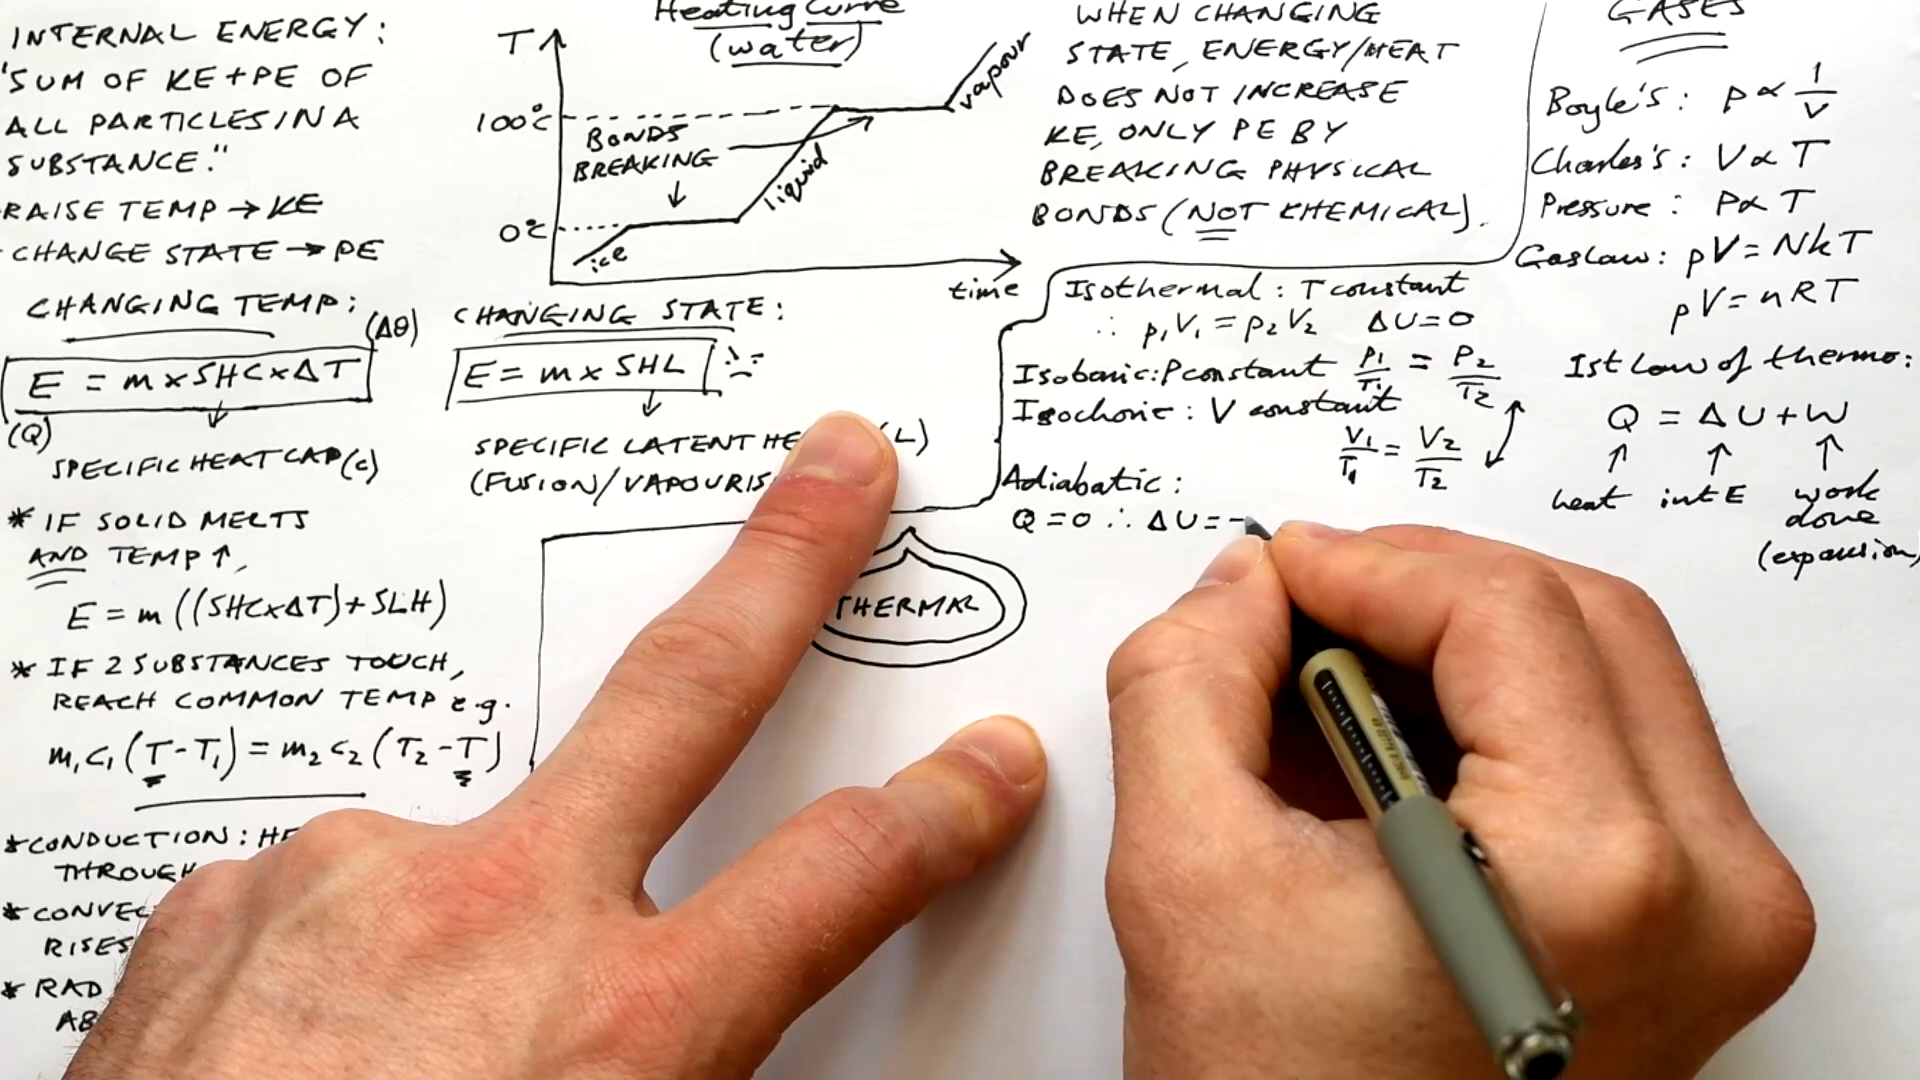 INTERNAL ENERGY:
"SUM OF KE+PE OF
ALL PARTICLES IN A
SUBSTANCE."
RAISE TEMP → KE
- CHANGE STATE → PE
CHANGING TEMP:
(Δθ)
E = m x SHC x ΔT
(Q)
SPECIFIC HEAT CAP (c)
* IF SOLID MELTS
AND TEMP ↑,
E = m ((SHC x ΔT) + SLH)
* IF 2 SUBSTANCES TOUCH,
REACH COMMON TEMP e.g.
m₁c₁(T-T₁) = m₂c₂(T₂-T)
* CONDUCTION: HE
THROUGH
* CONVEC
RISES
* RAD
AB
Heating Curve
(water)
T
100°C
BONDS
BREAKING
0°C
ice
liquid
vapour
time
CHANGING STATE:
E = m x SHL
SPECIFIC LATENT HE (L)
(FUSION/VAPOURIS
THERMAL
WHEN CHANGING
STATE, ENERGY/HEAT
DOES NOT INCREASE
KE, ONLY PE BY
BREAKING PHYSICAL
BONDS (NOT CHEMICAL).
Isothermal: T constant
∴ p₁V₁ = p₂V₂ ΔU=0
Isobaric: P constant P₁/T₁ = P₂/T₂
Isochoric: V constant
V₁/T₁ = V₂/T₂
Adiabatic:
Q=0 ∴ ΔU=-
GASES
Boyle's: p ∝ 1/V
Charles's: V ∝ T
Pressure: P ∝ T
Gas law: pV = NkT
pV = nRT
1st Law of thermo:
Q = ΔU + W
heat int E work
done
(expansion